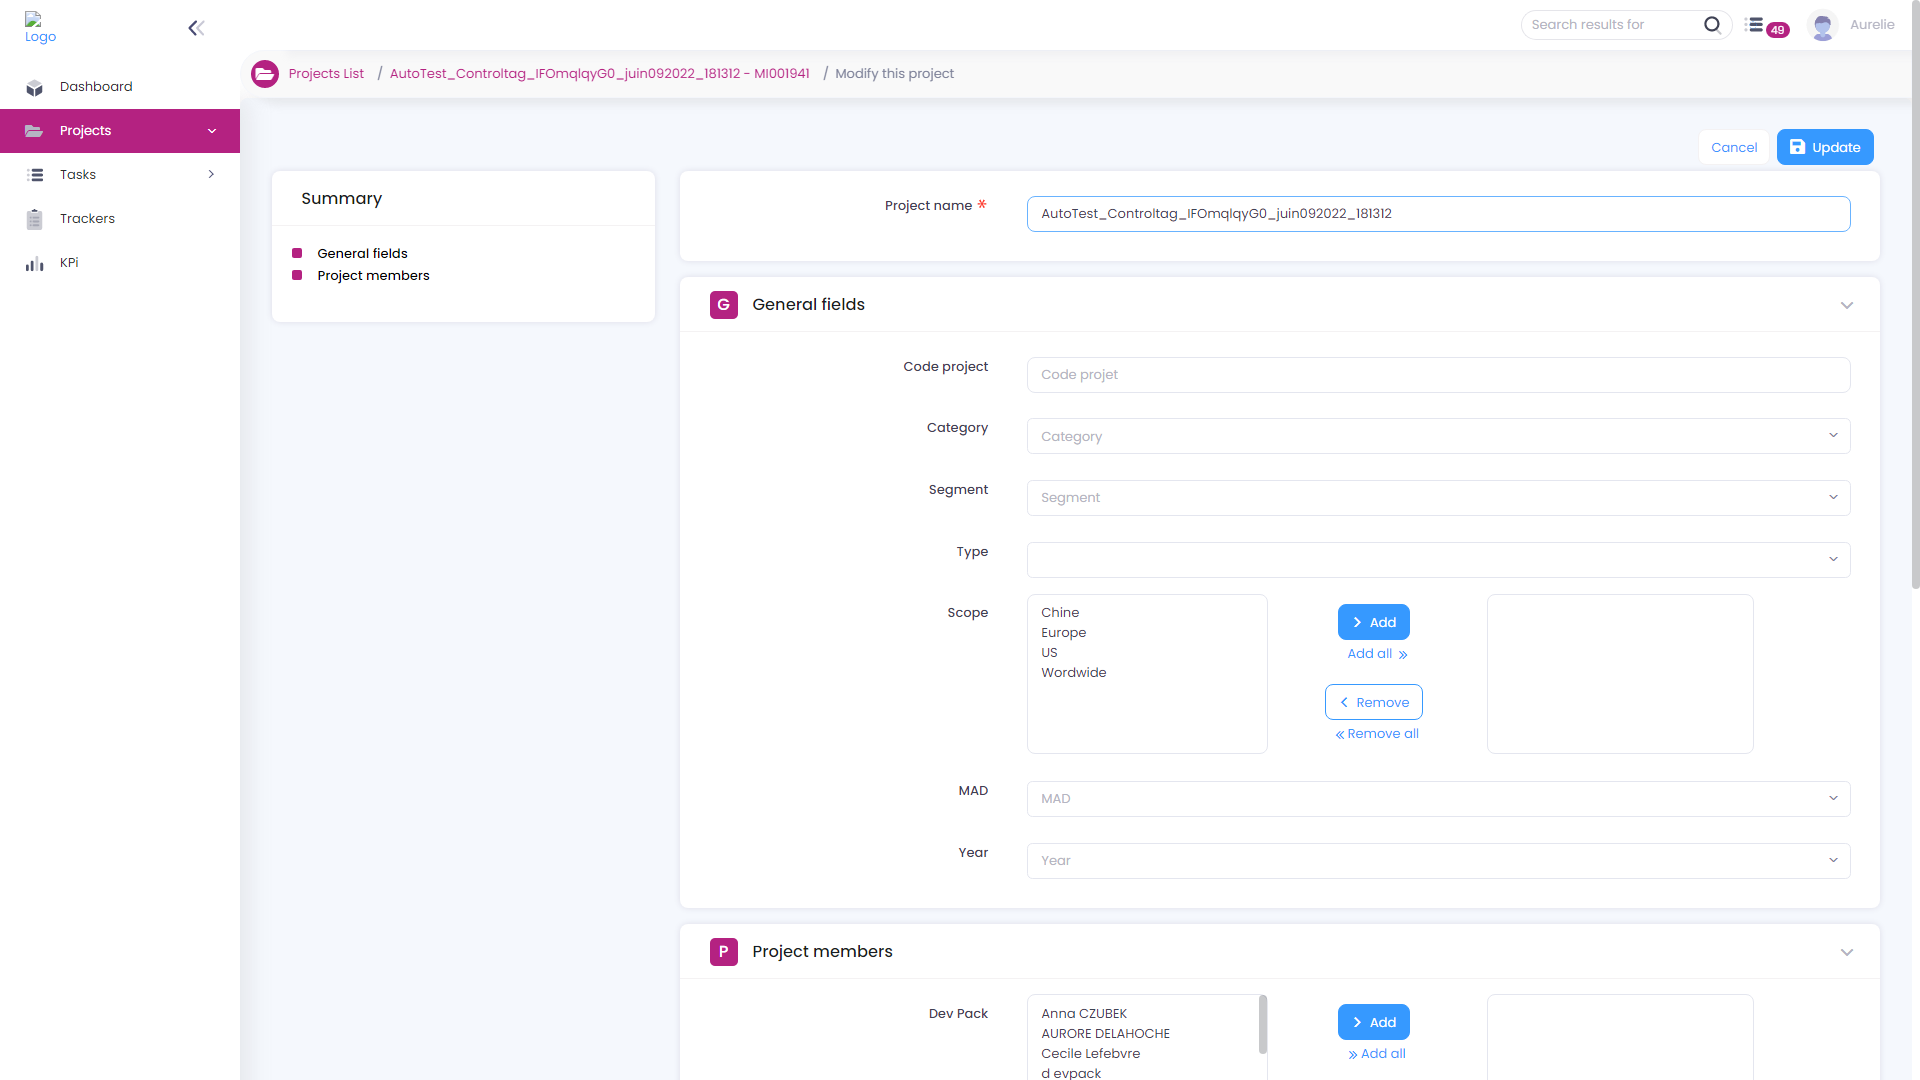 Logo
Search results for
49
Aurelie
Dashboard
Projects
Tasks
Trackers
KPi
Projects List / AutoTest_Controltag_IFOmqlqyG0_juin092022_181312 - MI001941 / Modify this project
Cancel
Update
Summary
General fields
Project members
Project name *
AutoTest_Controltag_IFOmqlqyG0_juin092022_181312
G General fields
Code project
Code projet
Category
Category
Segment
Segment
Type
Scope
Chine
Europe
US
Wordwide
Add
Add all
Remove
Remove all
MAD
MAD
Year
Year
P Project members
Dev Pack
Anna CZUBEK
AURORE DELAHOCHE
Cecile Lefebvre
d evpack
Add
Add all